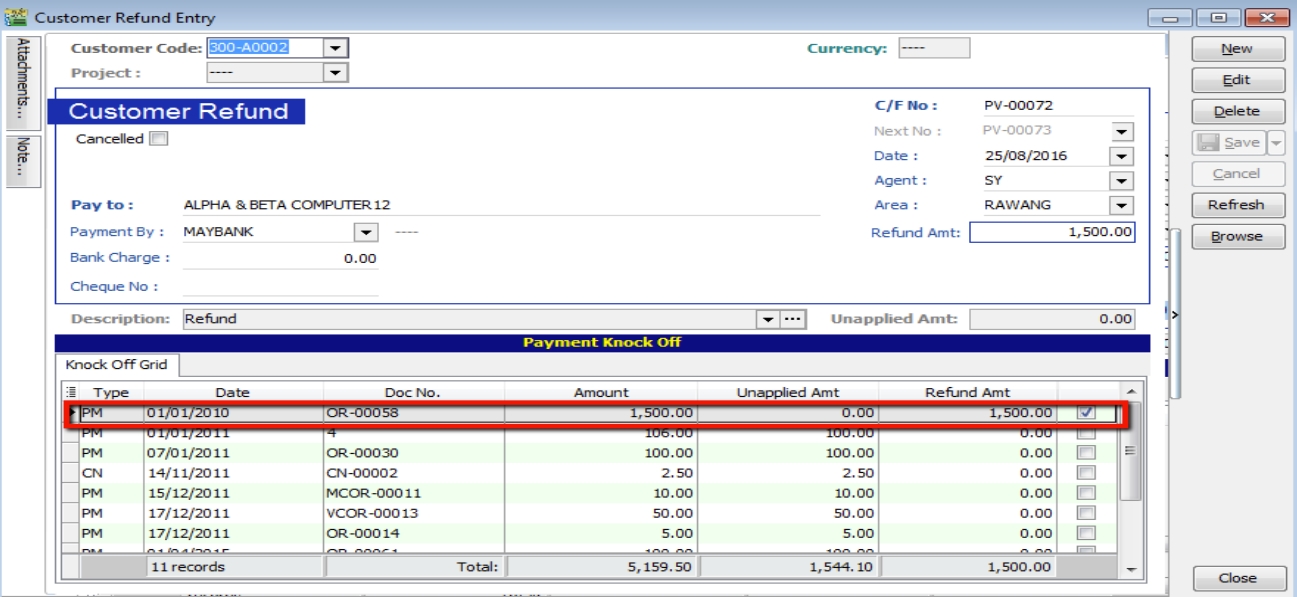 Customer Refund Entry
Attachments...
Note...
Customer Code: 300-A0002
Currency: ----
Project : ----
Customer Refund
Cancelled
C/F No : PV-00072
Next No : PV-00073
Date : 25/08/2016
Agent : SY
Pay to : ALPHA & BETA COMPUTER12
Area : RAWANG
Payment By : MAYBANK ----
Refund Amt: 1,500.00
Bank Charge : 0.00
Cheque No :
Description: Refund ...
Unapplied Amt: 0.00
Payment Knock Off
Knock Off Grid
Type Date Doc No. Amount Unapplied Amt Refund Amt
PM 01/01/2010 OR-00058 1,500.00 0.00 1,500.00
PM 01/01/2011 4 106.00 100.00 0.00
PM 07/01/2011 OR-00030 100.00 100.00 0.00
CN 14/11/2011 CN-00002 2.50 2.50 0.00
PM 15/12/2011 MCOR-00011 10.00 10.00 0.00
PM 17/12/2011 VCOR-00013 50.00 50.00 0.00
PM 17/12/2011 OR-00014 5.00 5.00 0.00
11 records Total: 5,159.50 1,544.10 1,500.00
New
Edit
Delete
Save
Cancel
Refresh
Browse
Close